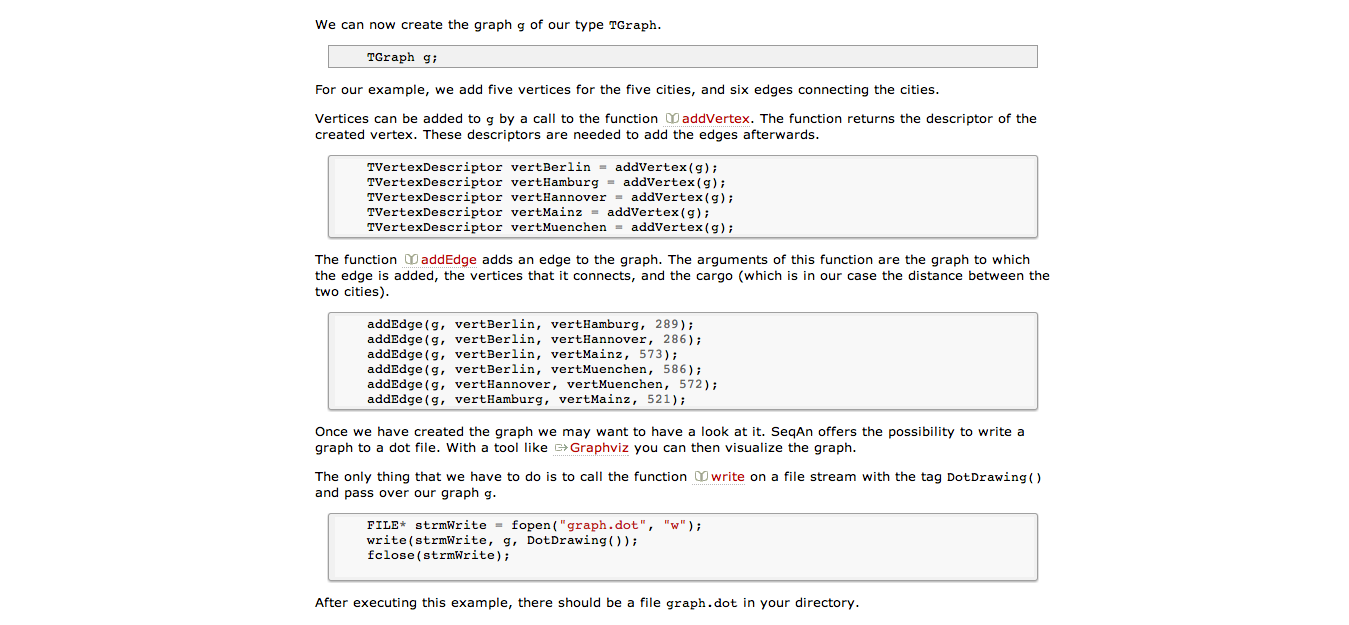 We can now create the graph g of our type TGraph.
TGraph g;
For our example, we add five vertices for the five cities, and six edges connecting the cities.
Vertices can be added to g by a call to the function addVertex. The function returns the descriptor of the
created vertex. These descriptors are needed to add the edges afterwards.
TVertexDescriptor vertBerlin = addVertex(g);
TVertexDescriptor vertHamburg = addVertex(g);
TVertexDescriptor vertHannover = addVertex(g);
TVertexDescriptor vertMainz = addVertex(g);
TVertexDescriptor vertMuenchen = addVertex(g);
The function addEdge adds an edge to the graph. The arguments of this function are the graph to which
the edge is added, the vertices that it connects, and the cargo (which is in our case the distance between the
two cities).
addEdge(g, vertBerlin, vertHamburg, 289);
addEdge(g, vertBerlin, vertHannover, 286);
addEdge(g, vertBerlin, vertMainz, 573);
addEdge(g, vertBerlin, vertMuenchen, 586);
addEdge(g, vertHannover, vertMuenchen, 572);
addEdge(g, vertHamburg, vertMainz, 521);
Once we have created the graph we may want to have a look at it. SeqAn offers the possibility to write a
graph to a dot file. With a tool like Graphviz you can then visualize the graph.
The only thing that we have to do is to call the function write on a file stream with the tag DotDrawing()
and pass over our graph g.
FILE* strmWrite = fopen("graph.dot", "w");
write(strmWrite, g, DotDrawing());
fclose(strmWrite);
After executing this example, there should be a file graph.dot in your directory.